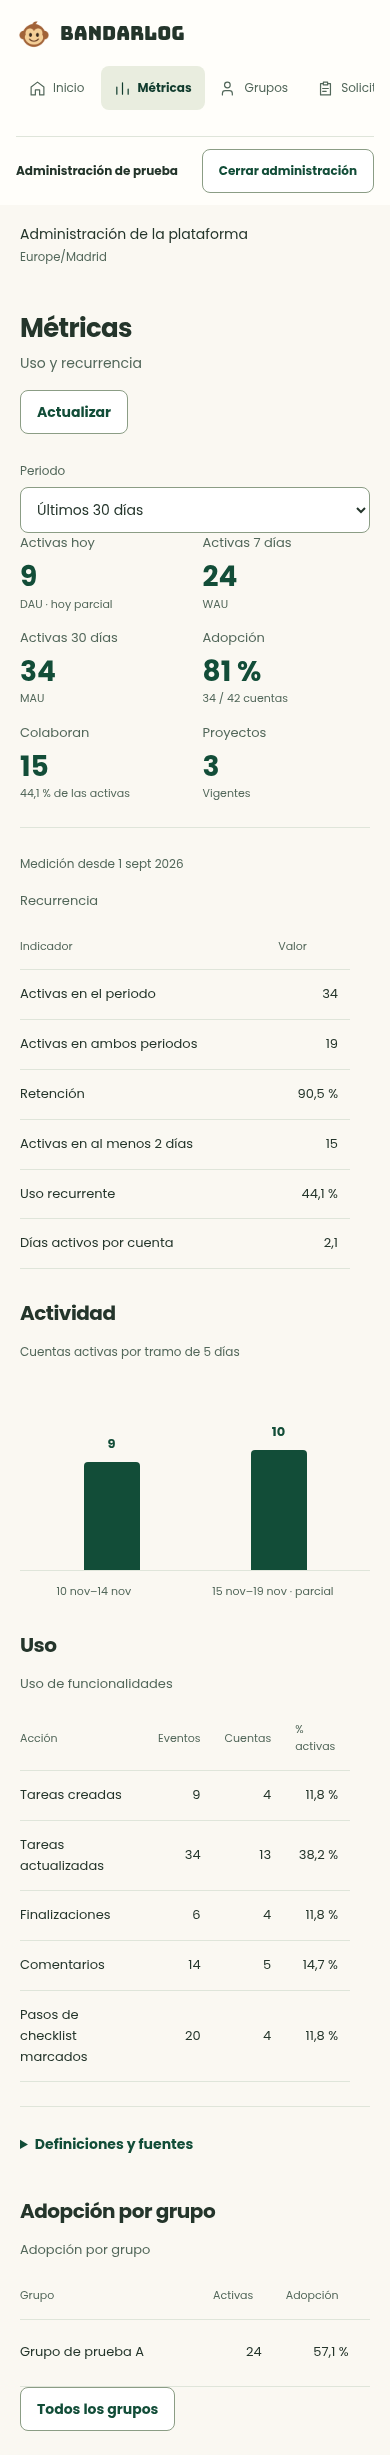 BANDARLOG
Inicio Métricas Grupos Solicit
Administración de prueba Cerrar administración
Administración de la plataforma
Europe/Madrid
Métricas
Uso y recurrencia
Actualizar
Periodo
Últimos 30 días
Activas hoy Activas 7 días
9 24
DAU · hoy parcial WAU
Activas 30 días Adopción
34 81 %
MAU 34 / 42 cuentas
Colaboran Proyectos
15 3
44,1 % de las activas Vigentes
Medición desde 1 sept 2026
Recurrencia
Indicador Valor
Activas en el periodo 34
Activas en ambos periodos 19
Retención 90,5 %
Activas en al menos 2 días 15
Uso recurrente 44,1 %
Días activos por cuenta 2,1
Actividad
Cuentas activas por tramo de 5 días
9 10
10 nov–14 nov 15 nov–19 nov · parcial
Uso
Uso de funcionalidades
Acción Eventos Cuentas % activas
Tareas creadas 9 4 11,8 %
Tareas actualizadas 34 13 38,2 %
Finalizaciones 6 4 11,8 %
Comentarios 14 5 14,7 %
Pasos de checklist marcados 20 4 11,8 %
Definiciones y fuentes
Adopción por grupo
Adopción por grupo
Grupo Activas Adopción
Grupo de prueba A 24 57,1 %
Todos los grupos